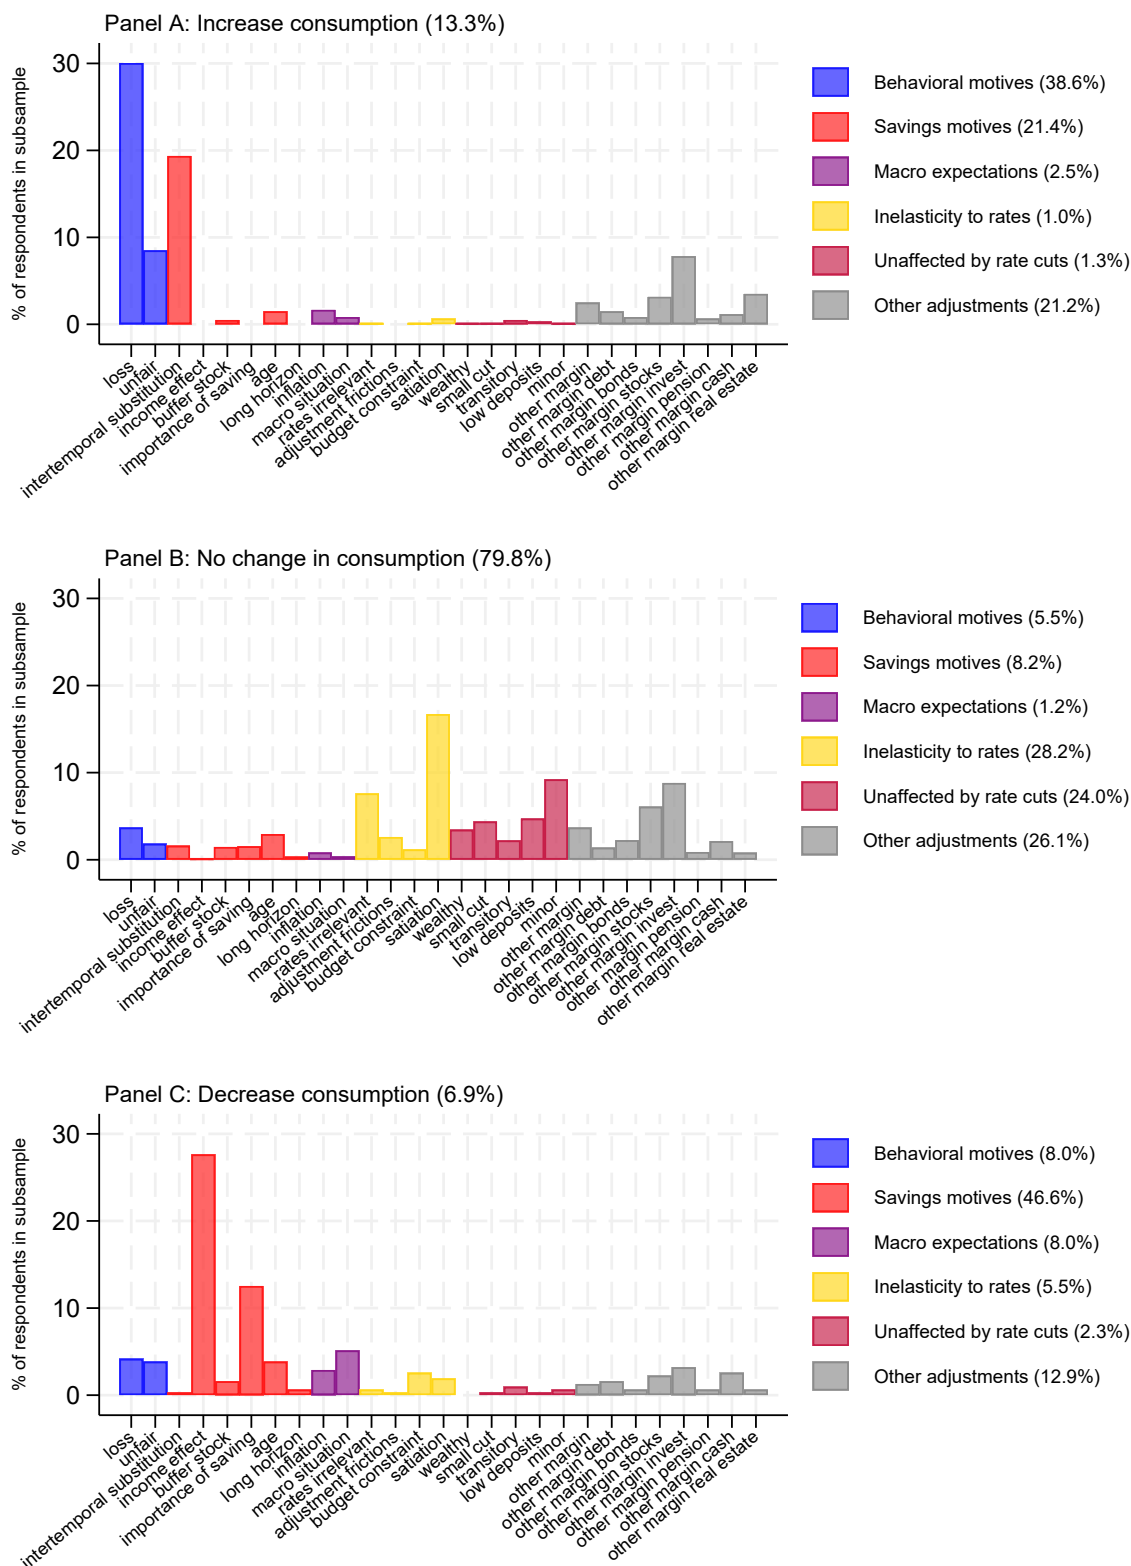 Panel A: Increase consumption (13.3%)
% of respondents in subsample
30
20
10
0
loss
unfair
intertemporal substitution
income effect
buffer stock
importance of saving
age
long horizon
inflation
macro situation
rates irrelevant
adjustment frictions
budget constraint
satiation
wealthy
small cut
transitory
low deposits
minor
other margin
other margin debt
other margin bonds
other margin stocks
other margin invest
other margin pension
other margin cash
other margin real estate
Behavioral motives (38.6%)
Savings motives (21.4%)
Macro expectations (2.5%)
Inelasticity to rates (1.0%)
Unaffected by rate cuts (1.3%)
Other adjustments (21.2%)
Panel B: No change in consumption (79.8%)
% of respondents in subsample
30
20
10
0
loss
unfair
intertemporal substitution
income effect
buffer stock
importance of saving
age
long horizon
inflation
macro situation
rates irrelevant
adjustment frictions
budget constraint
satiation
wealthy
small cut
transitory
low deposits
minor
other margin
other margin debt
other margin bonds
other margin stocks
other margin invest
other margin pension
other margin cash
other margin real estate
Behavioral motives (5.5%)
Savings motives (8.2%)
Macro expectations (1.2%)
Inelasticity to rates (28.2%)
Unaffected by rate cuts (24.0%)
Other adjustments (26.1%)
Panel C: Decrease consumption (6.9%)
% of respondents in subsample
30
20
10
0
loss
unfair
intertemporal substitution
income effect
buffer stock
importance of saving
age
long horizon
inflation
macro situation
rates irrelevant
adjustment frictions
budget constraint
satiation
wealthy
small cut
transitory
low deposits
minor
other margin
other margin debt
other margin bonds
other margin stocks
other margin invest
other margin pension
other margin cash
other margin real estate
Behavioral motives (8.0%)
Savings motives (46.6%)
Macro expectations (8.0%)
Inelasticity to rates (5.5%)
Unaffected by rate cuts (2.3%)
Other adjustments (12.9%)